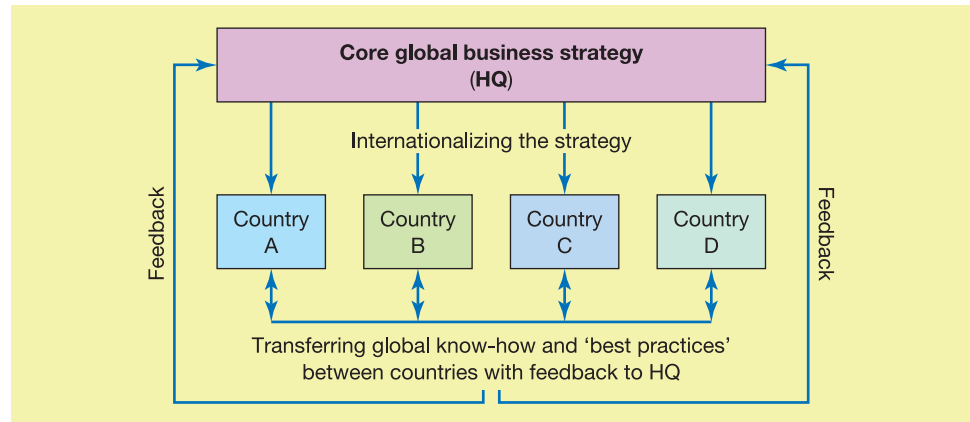 Core global business strategy
(HQ)
Internationalizing the strategy
Feedback
Country
A
Country
B
Country
C
Country
D
Feedback
Transferring global know-how and ‘best practices’
between countries with feedback to HQ